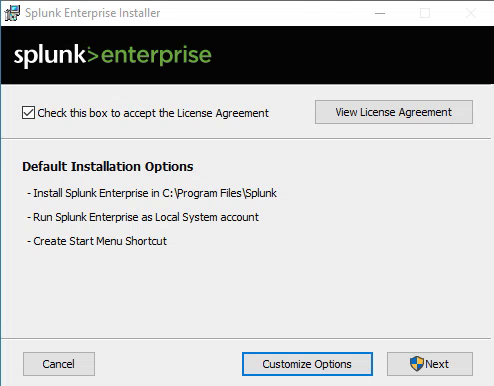 Splunk Enterprise Installer
splunk>enterprise
Check this box to accept the License Agreement
View License Agreement
Default Installation Options
- Install Splunk Enterprise in C:\Program Files\Splunk
- Run Splunk Enterprise as Local System account
- Create Start Menu Shortcut
Cancel
Customize Options
Next